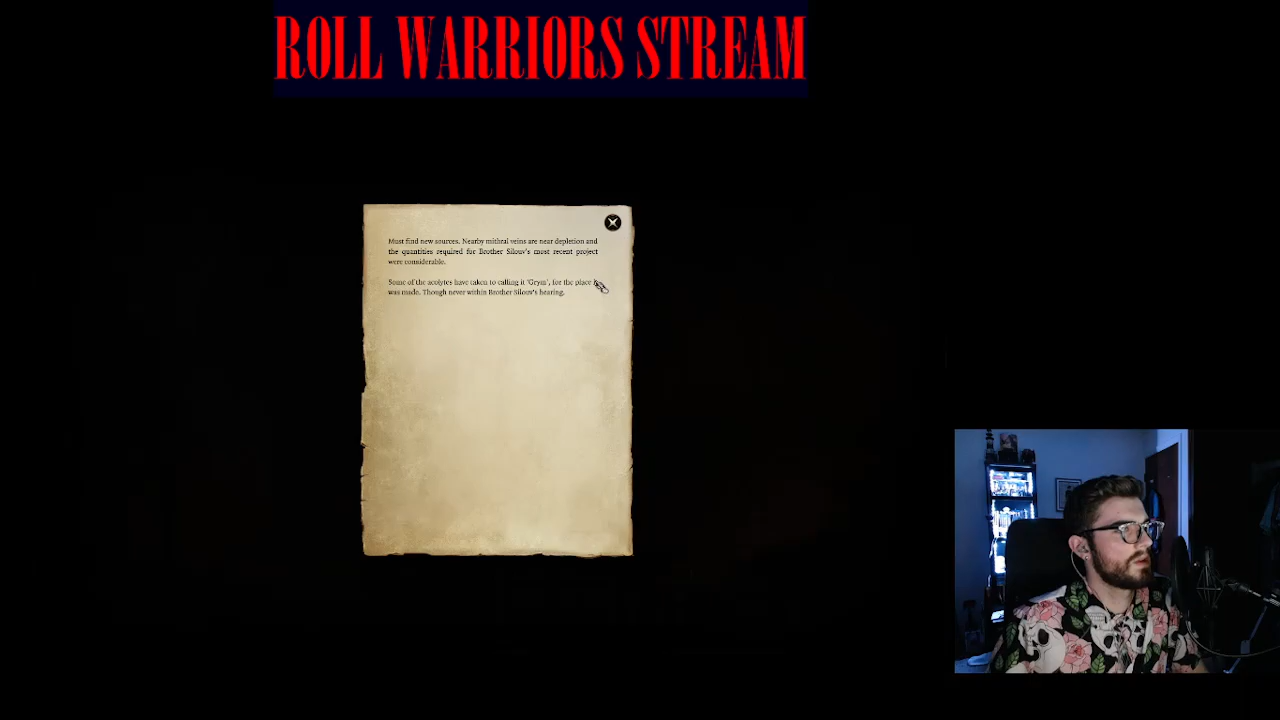 ROLL WARRIORS STREAM
Must find new sources. Nearby mithral veins are near depletion and
the quantities required for Brother Silouv's most recent project
were considerable.
Some of the acolytes have taken to calling it 'Grym', for the place
was made. Though never within Brother Silouv's hearing.